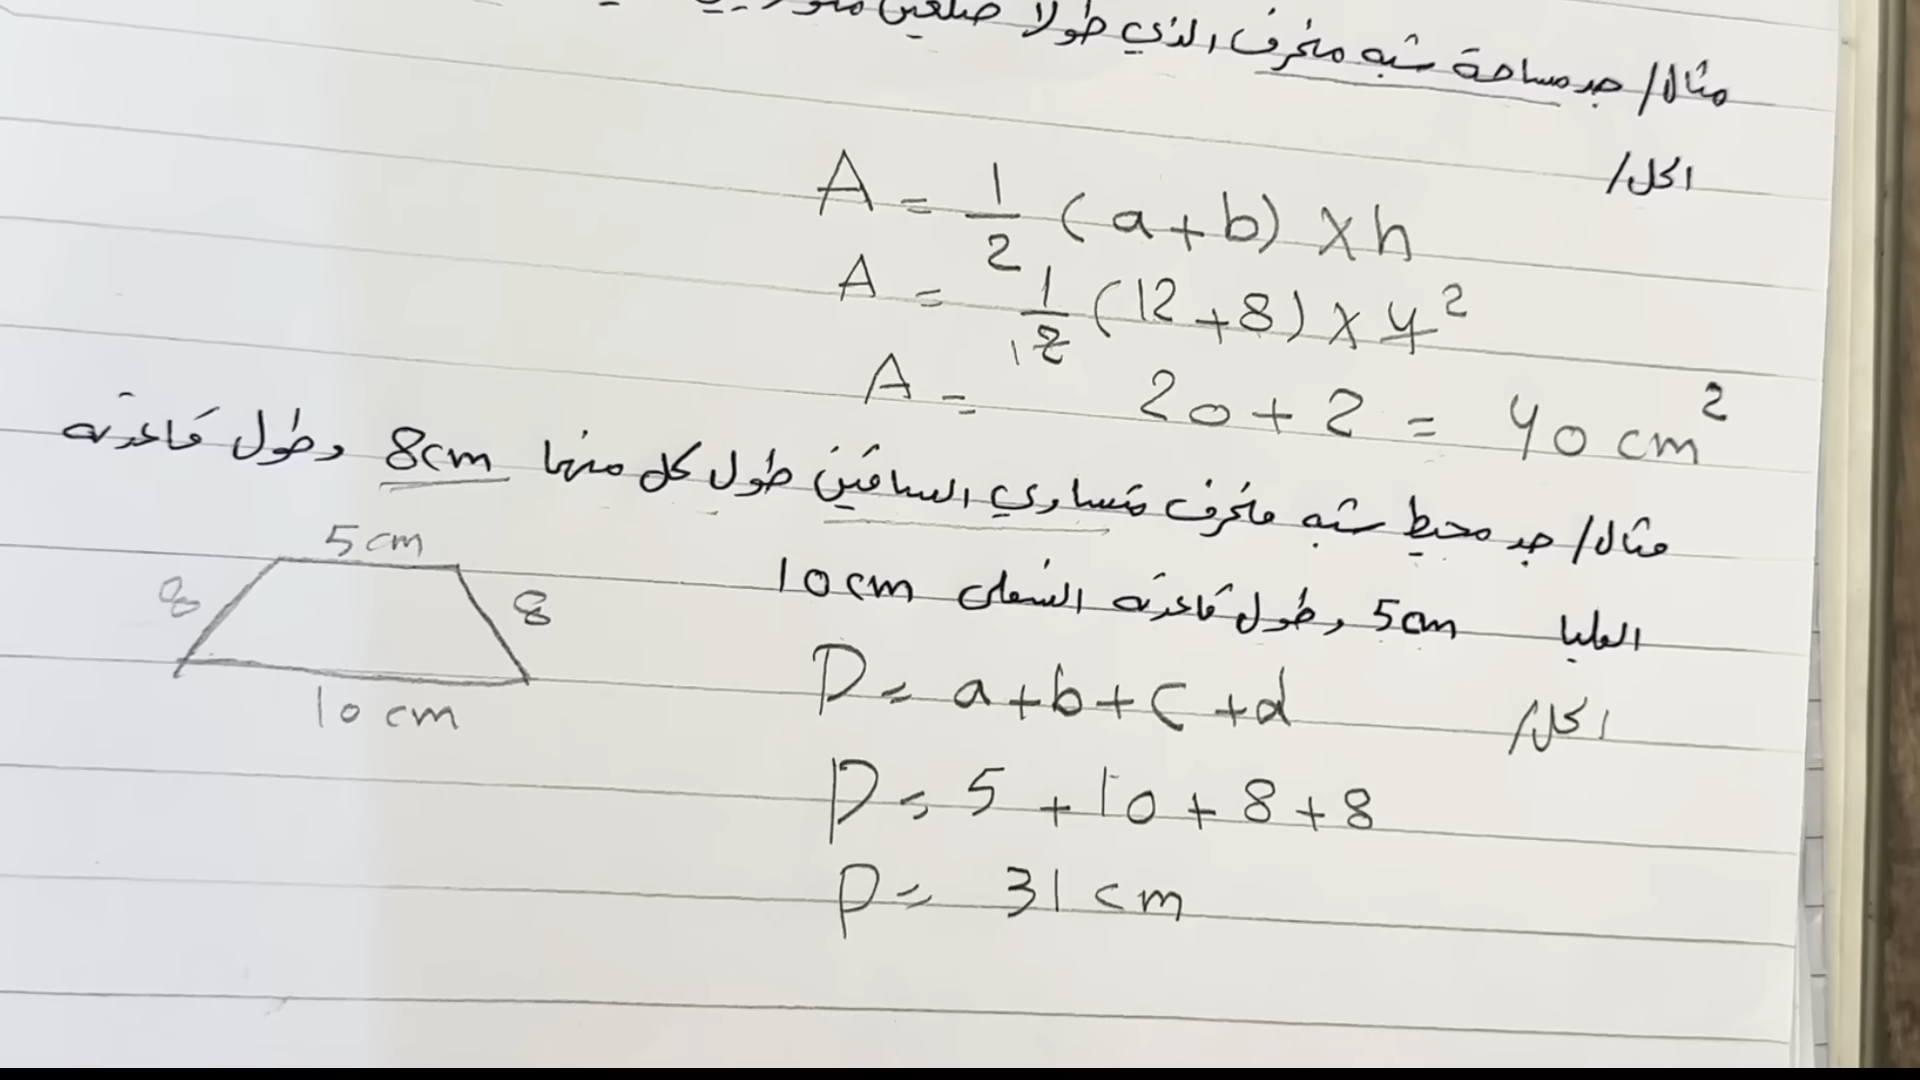 مثال/ جد مساحة شبه منحرف الذي طولا ضلعين
الحل/
A = 1/2 (a+b) × h
A = 1/2 (12+8) × 4 2
1
A = 20 + 2 = 40 cm²
مثال/ جد محيط شبه منحرف متساوي الساقين طول كل منهما 8cm وطول قاعدته
العليا 5cm وطول قاعدته السفلى 10cm
5cm
8
8
10 cm
الحل/
P = a+b+c+d
P = 5 + 10 + 8 + 8
P = 31 cm